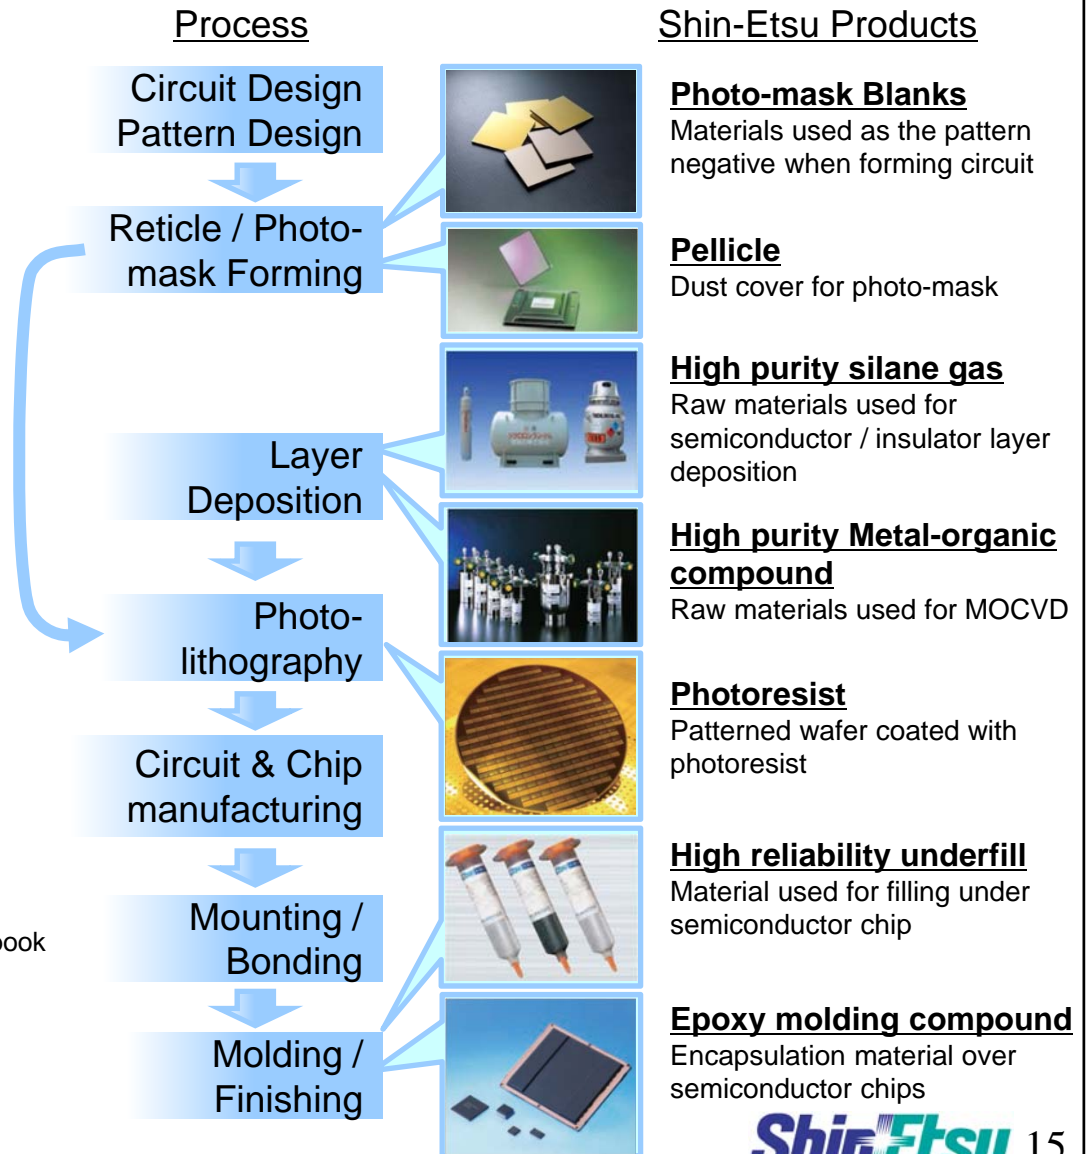 Process
Shin-Etsu Products
Circuit Design
Pattern Design
Photo-mask Blanks
Materials used as the pattern
negative when forming circuit
Reticle / Photo-
mask Forming
Pellicle
Dust cover for photo-mask
High purity silane gas
Raw materials used for
semiconductor / insulator layer
deposition
Layer
Deposition
High purity Metal-organic
compound
Raw materials used for MOCVD
Photo-
lithography
Photoresist
Patterned wafer coated with
photoresist
Circuit & Chip
manufacturing
High reliability underfill
Material used for filling under
semiconductor chip
Mounting /
Bonding
Epoxy molding compound
Encapsulation material over
semiconductor chips
Molding /
Finishing
ShinEtsu
15